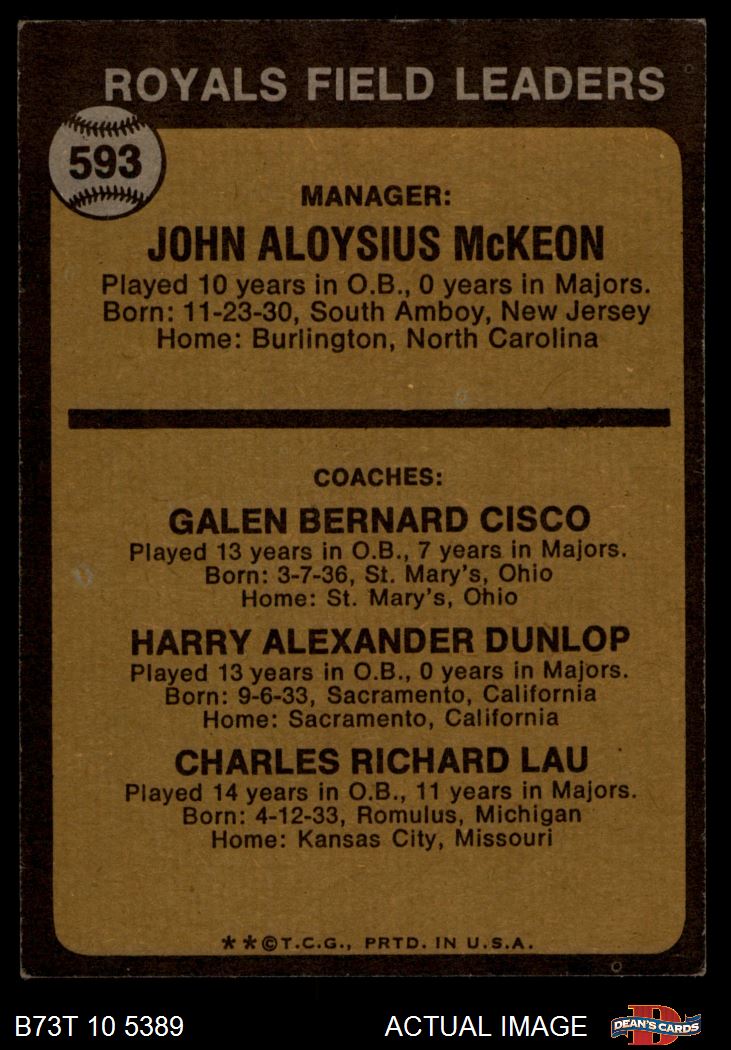 ROYALS FIELD LEADERS
593
MANAGER:
JOHN ALOYSIUS McKEON
Played 10 years in O.B., 0 years in Majors.
Born: 11-23-30, South Amboy, New Jersey
Home: Burlington, North Carolina
COACHES:
GALEN BERNARD CISCO
Played 13 years in O.B., 7 years in Majors.
Born: 3-7-36, St. Mary's, Ohio
Home: St. Mary's, Ohio
HARRY ALEXANDER DUNLOP
Played 13 years in O.B., 0 years in Majors.
Born: 9-6-33, Sacramento, California
Home: Sacramento, California
CHARLES RICHARD LAU
Played 14 years in O.B., 11 years in Majors.
Born: 4-12-33, Romulus, Michigan
Home: Kansas City, Missouri
**©T.C.G., PRTD. IN U.S.A.
B73T 10 5389 ACTUAL IMAGE D DEAN'S CARDS